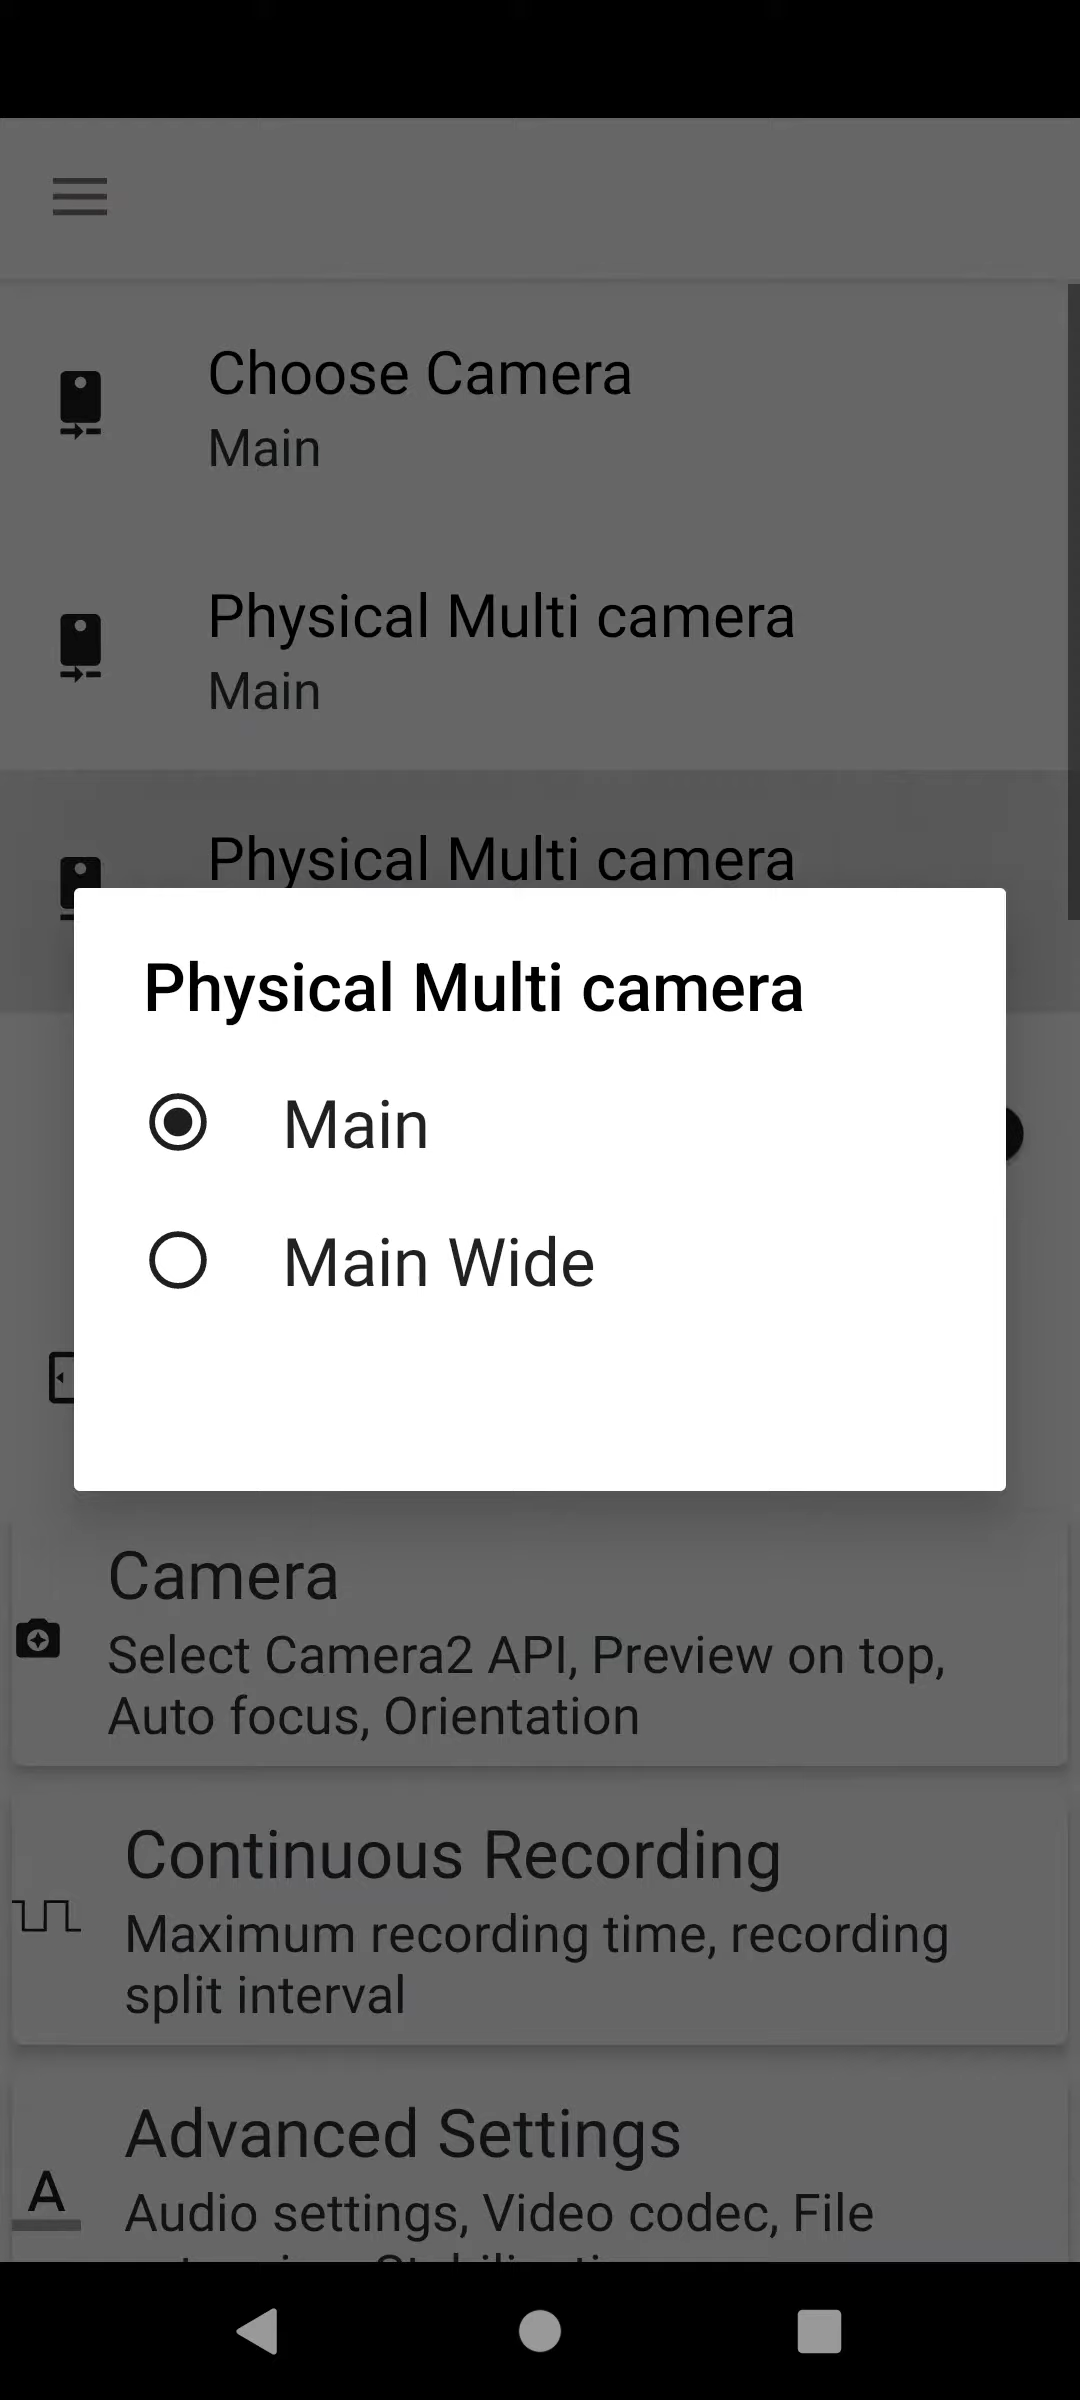 Choose Camera
Main
Physical Multi camera
Main
Physical Multi camera
Physical Multi camera
Main
Main Wide
Camera
Select Camera2 API, Preview on top,
Auto focus, Orientation
Continuous Recording
Maximum recording time, recording
split interval
Advanced Settings
A
Audio settings, Video codec, File